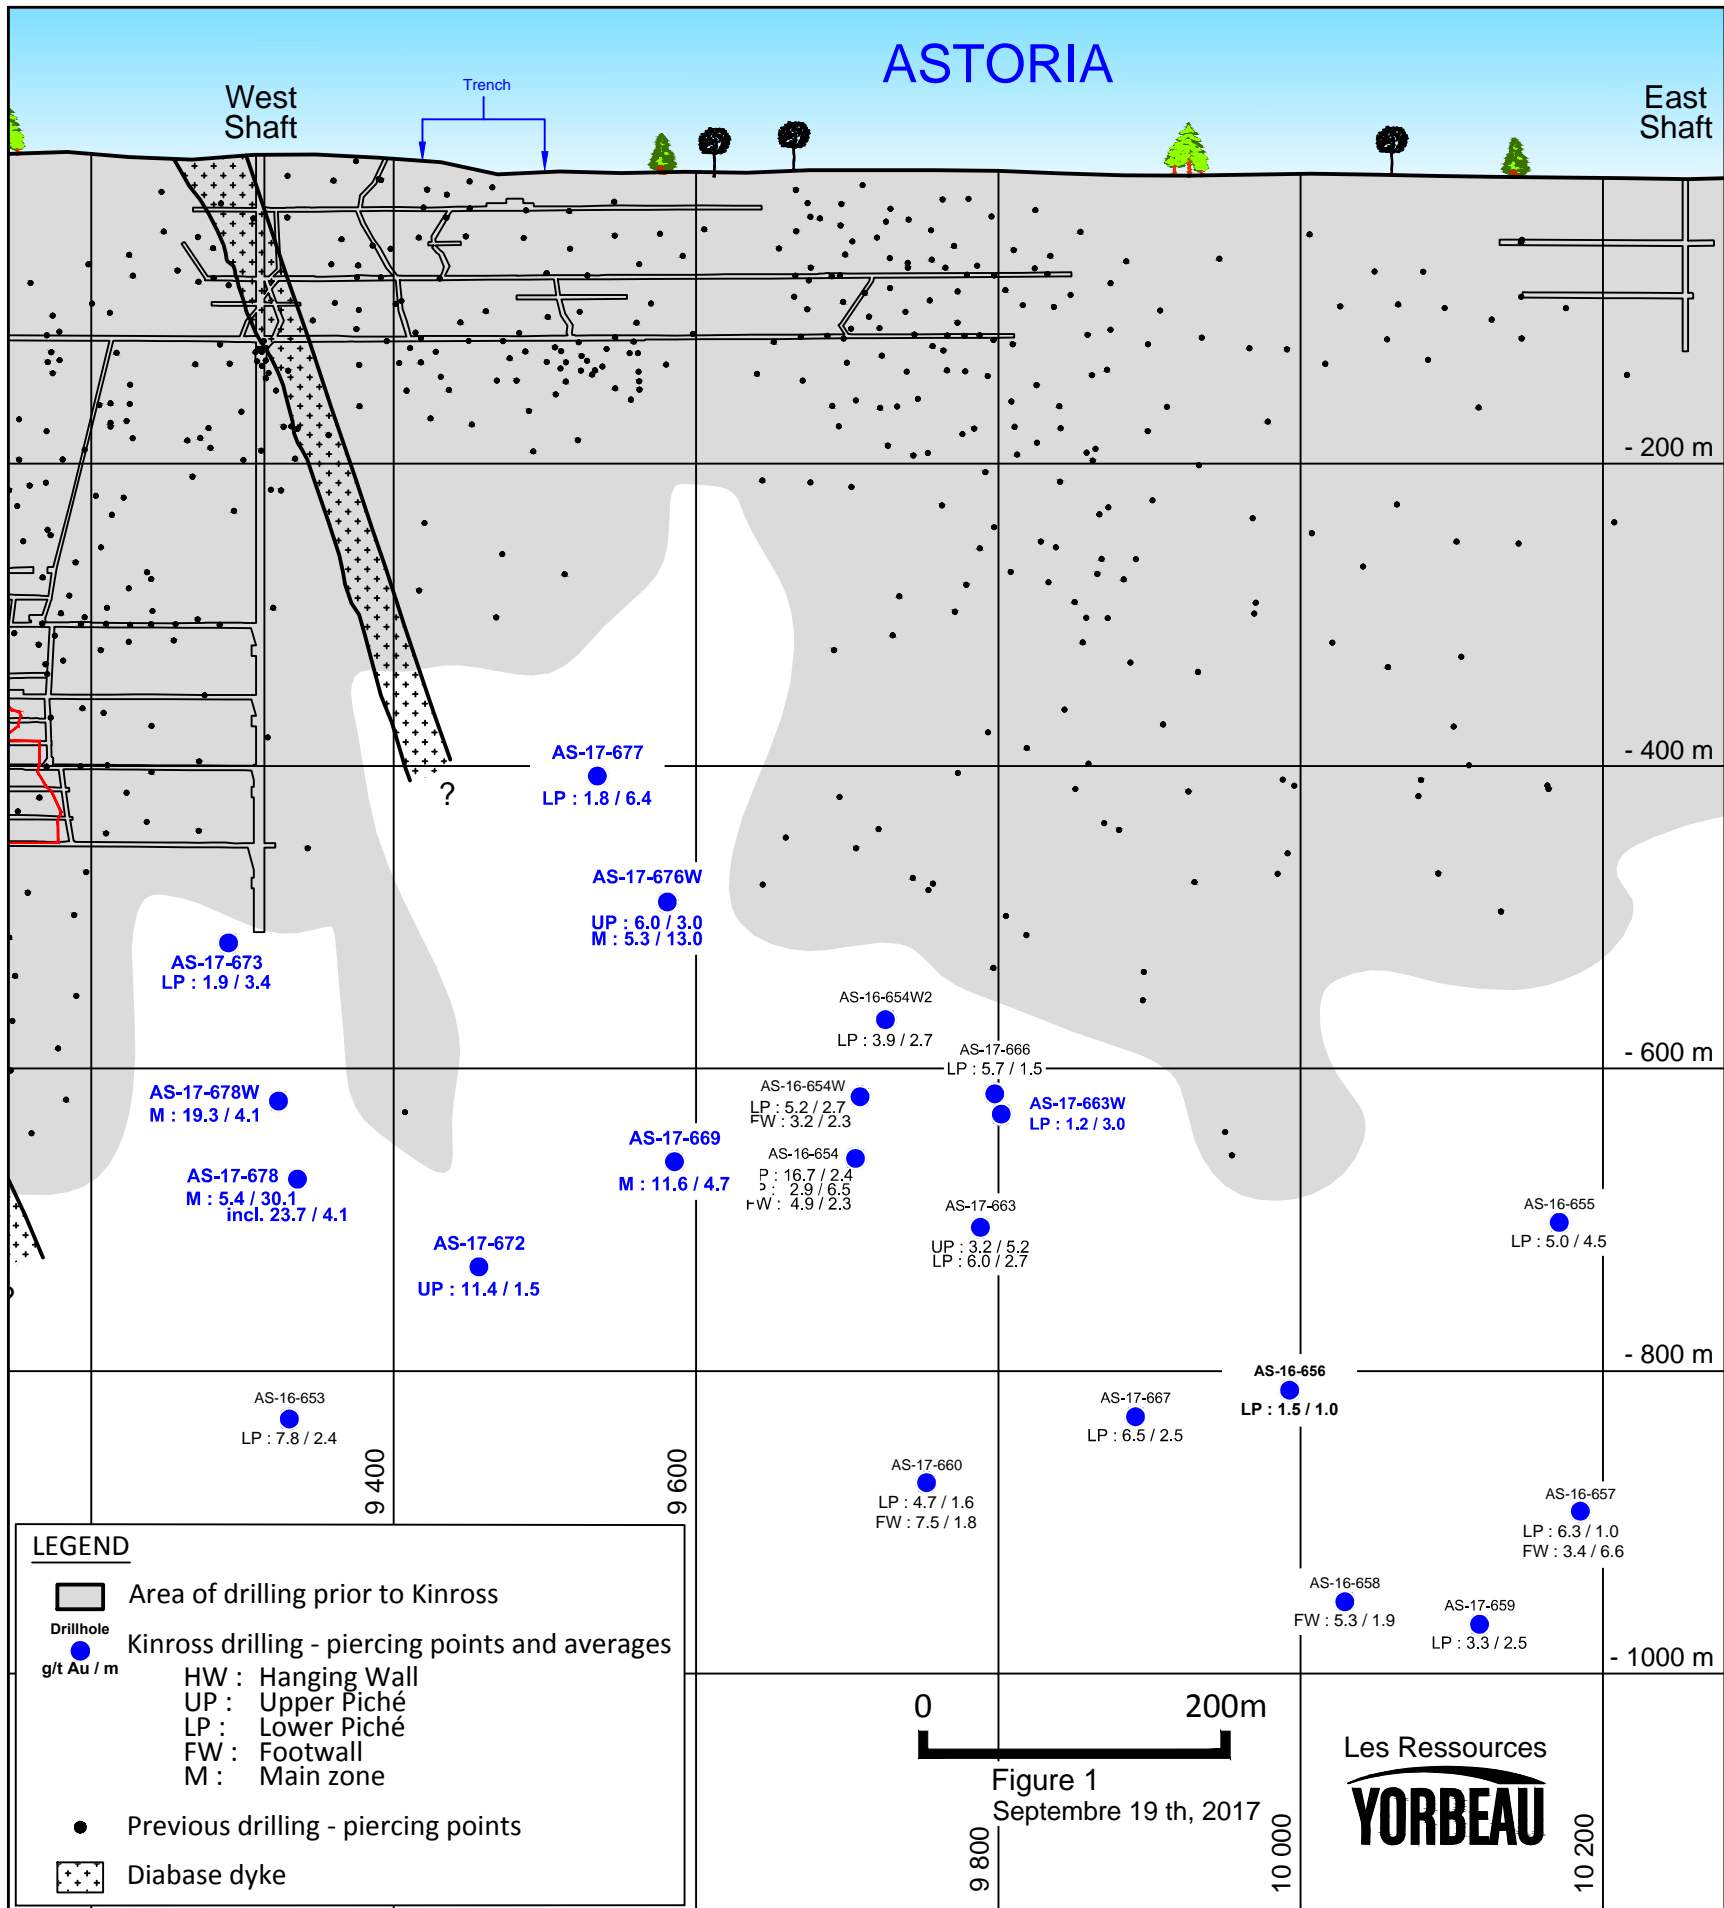 ASTORIA
West
Shaft
Trench
East
Shaft
- 200 m
- 400 m
- 600 m
- 800 m
- 1000 m
?
AS-17-677
LP : 1.8 / 6.4
AS-17-676W
UP : 6.0 / 3.0
M : 5.3 / 13.0
AS-17-673
LP : 1.9 / 3.4
AS-16-654W2
LP : 3.9 / 2.7
AS-17-666
LP : 5.7 / 1.5
AS-16-654W
LP : 5.2 / 2.7
FW : 3.2 / 2.3
AS-17-663W
LP : 1.2 / 3.0
AS-17-678W
M : 19.3 / 4.1
AS-17-669
M : 11.6 / 4.7
AS-16-654
P : 16.7 / 2.4
: 2.9 / 6.5
FW : 4.9 / 2.3
AS-17-678
M : 5.4 / 30.1
incl. 23.7 / 4.1
AS-17-663
UP : 3.2 / 5.2
LP : 6.0 / 2.7
AS-16-655
LP : 5.0 / 4.5
AS-17-672
UP : 11.4 / 1.5
AS-16-656
LP : 1.5 / 1.0
AS-16-653
LP : 7.8 / 2.4
AS-17-667
LP : 6.5 / 2.5
AS-17-660
LP : 4.7 / 1.6
FW : 7.5 / 1.8
AS-16-657
LP : 6.3 / 1.0
FW : 3.4 / 6.6
AS-16-658
FW : 5.3 / 1.9
AS-17-659
LP : 3.3 / 2.5
9 400
9 600
9 800
10 000
10 200
LEGEND
Area of drilling prior to Kinross
Drillhole
g/t Au / m
Kinross drilling - piercing points and averages
HW : Hanging Wall
UP : Upper Piché
LP : Lower Piché
FW : Footwall
M : Main zone
Previous drilling - piercing points
Diabase dyke
0 200m
Figure 1
Septembre 19 th, 2017
Les Ressources
YORBEAU